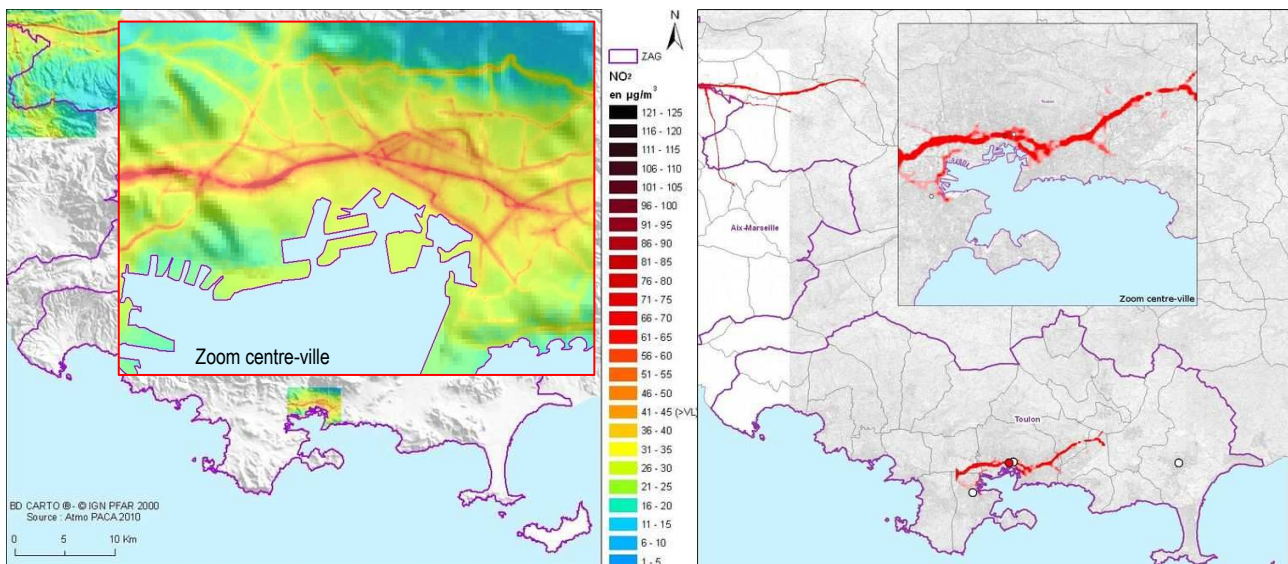 N
ZAG
NO2
en µg/m3
121 - 125
116 - 120
111 - 115
106 - 110
101 - 105
96 - 100
91 - 95
86 - 90
81 - 85
76 - 80
71 - 75
66 - 70
61 - 65
56 - 60
51 - 55
46 - 50
41 - 45 (>VL)
36 - 40
31 - 35
26 - 30
21 - 25
16 - 20
11 - 15
6 - 10
1 - 5
Zoom centre-ville
BD CARTO ® - © IGN PFAR 2000
Source : Atmo PACA 2010
0 5 10 Km
Toulon
Zoom centre-ville
Aix-Marseille
Toulon